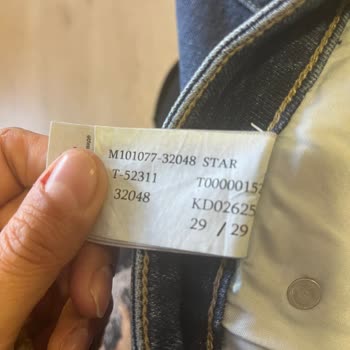 M101077-32048 STAR
T-52311 T0000015
32048 KD02625
29 / 29